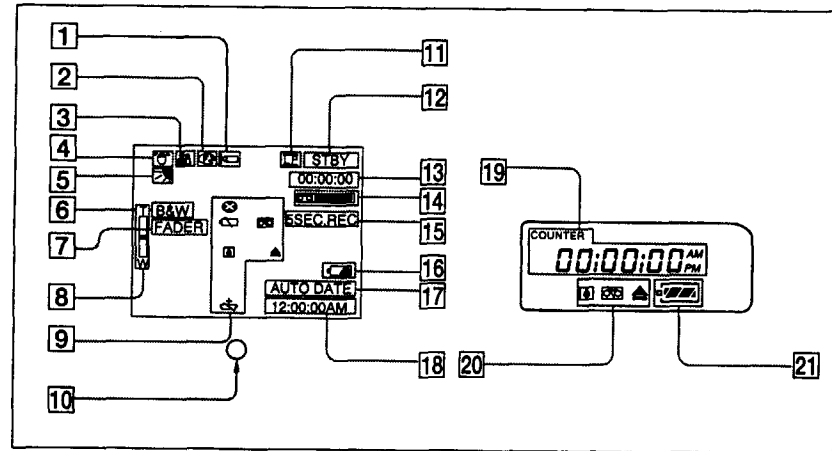 1
2
3
4
5
6
7
8
9
10
11
12
13
14
15
16
17
18
LP STBY
00:00:00
B&W
FADER
5SEC.REC
T
W
AUTO DATE
12:00:00AM
19
COUNTER
00:00:00 AM
PM
20
21